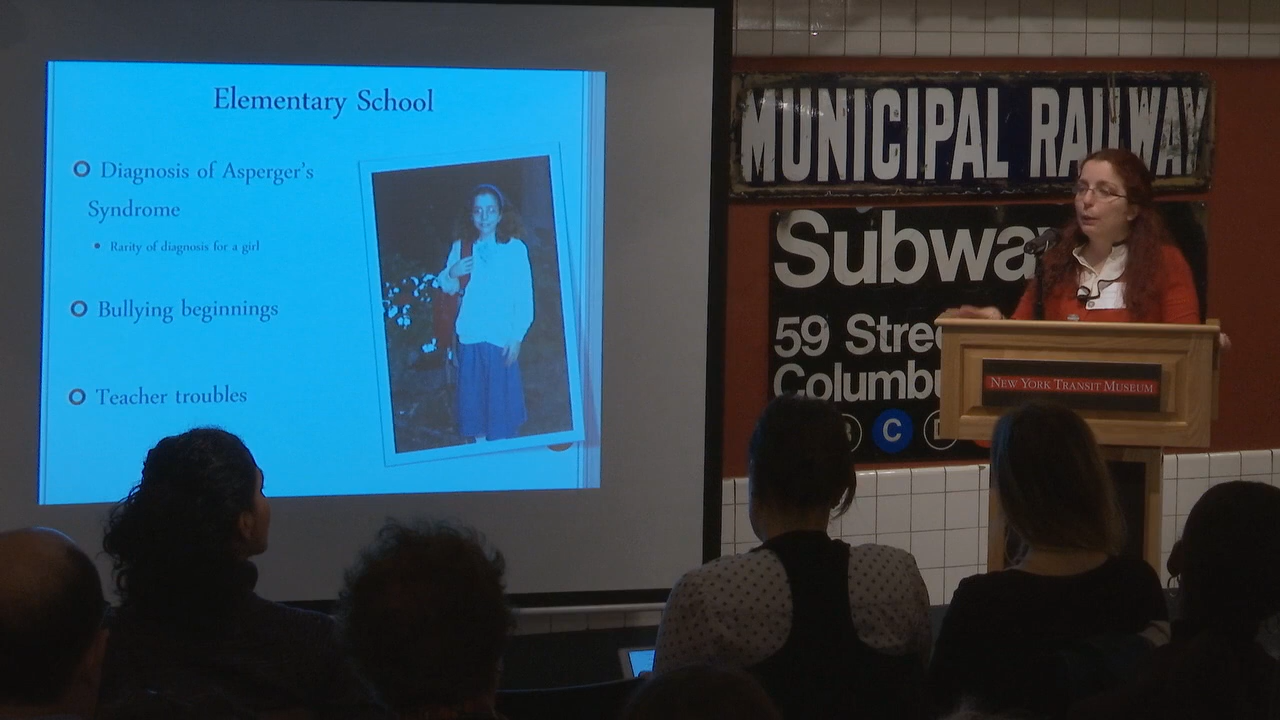 Elementary School
Diagnosis of Asperger's
Syndrome
Rarity of diagnosis for a girl
Bullying beginnings
Teacher troubles
MUNICIPAL RAILWAY
Subway
59 Stree
Columbu
C
NEW YORK TRANSIT MUSEUM